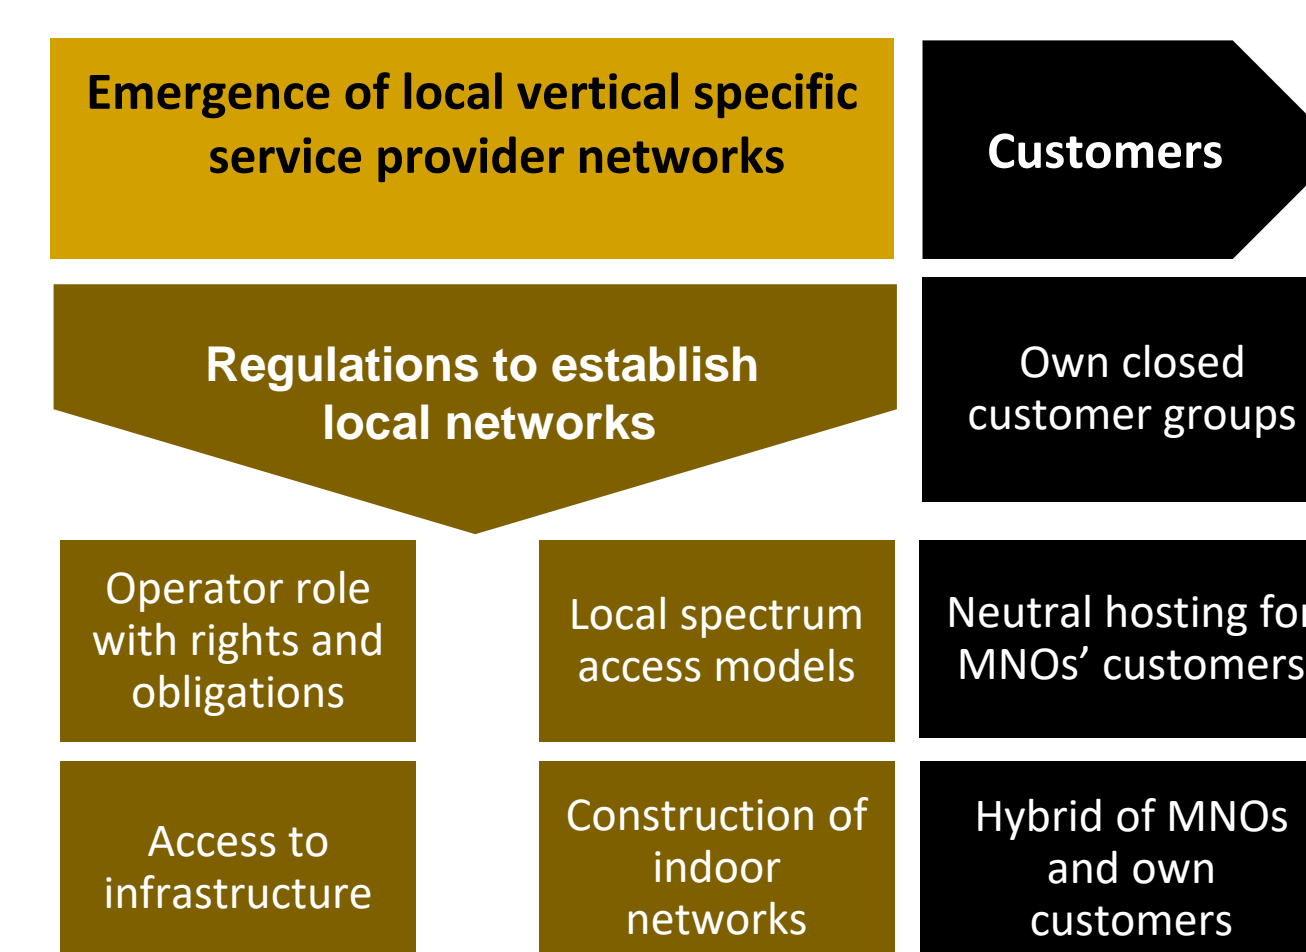 Emergence of local vertical specific
service provider networks
Customers
Regulations to establish
local networks
Own closed
customer groups
Operator role
with rights and
obligations
Local spectrum
access models
Neutral hosting for
MNOs’ customers
Access to
infrastructure
Construction of
indoor
networks
Hybrid of MNOs
and own
customers